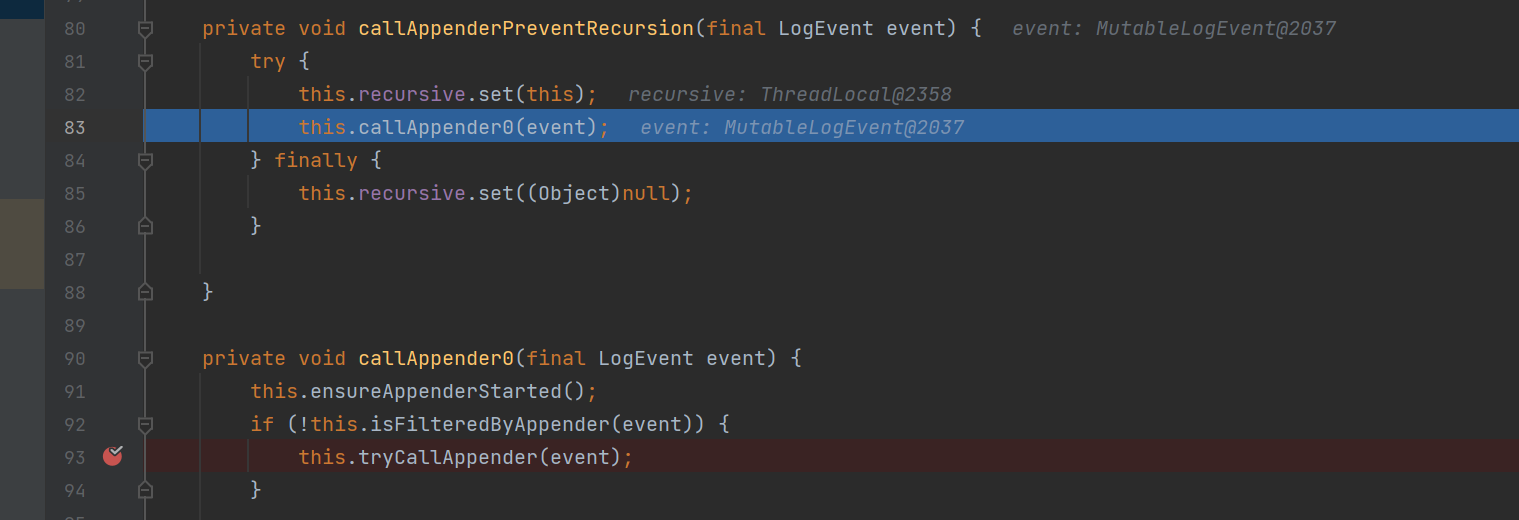 80 private void callAppenderPreventRecursion(final LogEvent event) { event: MutableLogEvent@2037
81 try {
82 this.recursive.set(this); recursive: ThreadLocal@2358
83 this.callAppender0(event); event: MutableLogEvent@2037
84 } finally {
85 this.recursive.set((Object)null);
86 }
87
88 }
89
90 private void callAppender0(final LogEvent event) {
91 this.ensureAppenderStarted();
92 if (!this.isFilteredByAppender(event)) {
93 this.tryCallAppender(event);
94 }